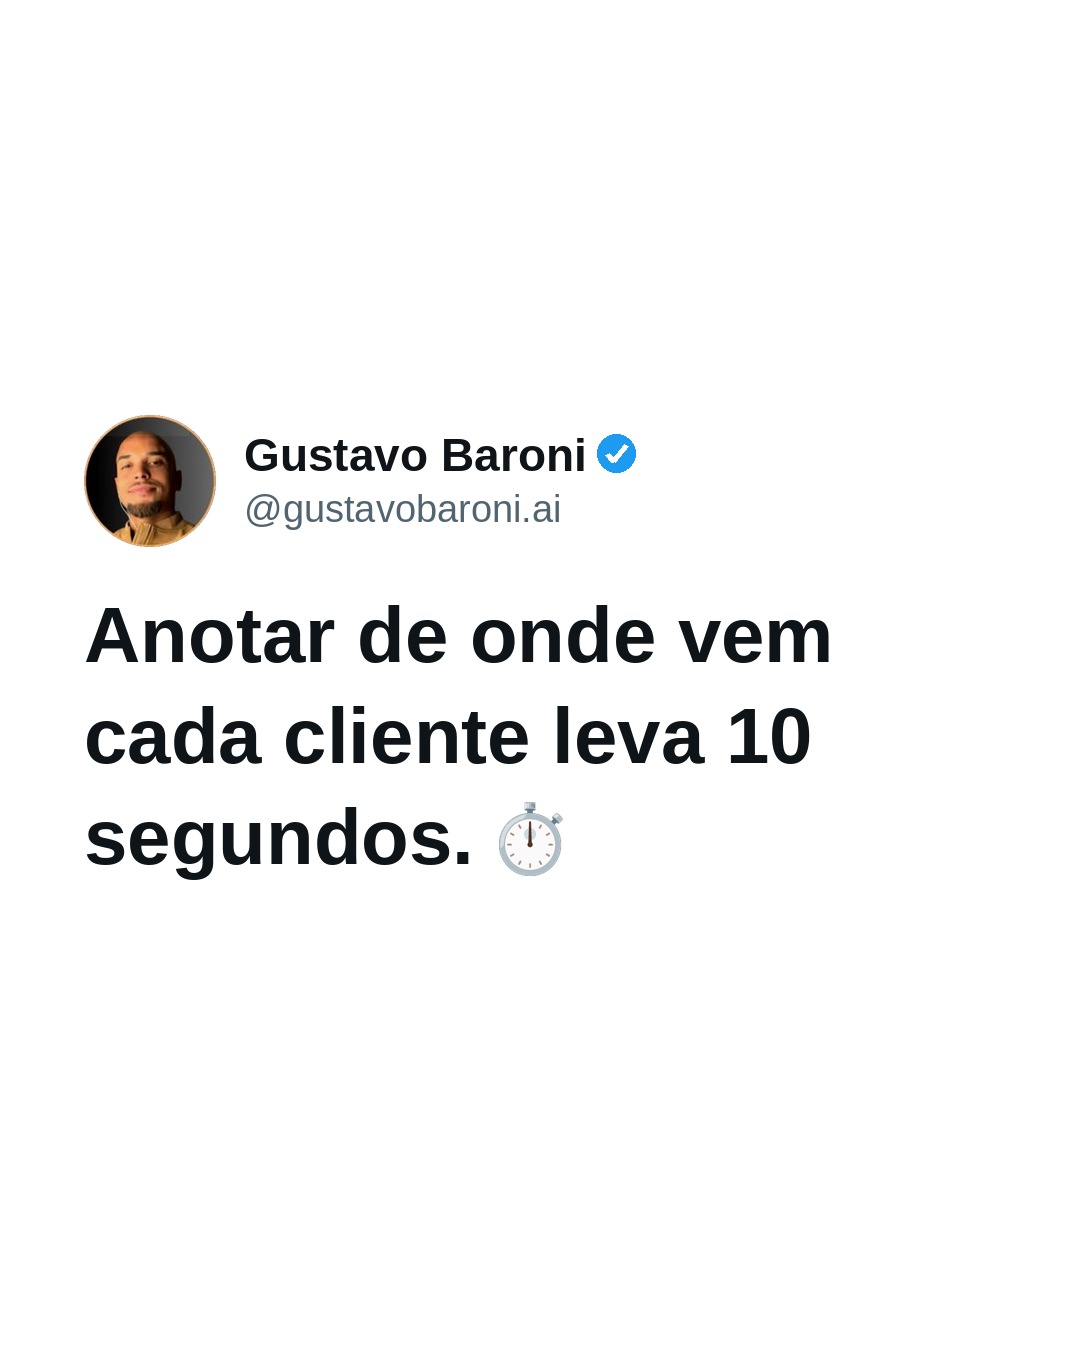 Gustavo Baroni
@gustavobaroni.ai
Anotar de onde vem
cada cliente leva 10
segundos. ⏱️